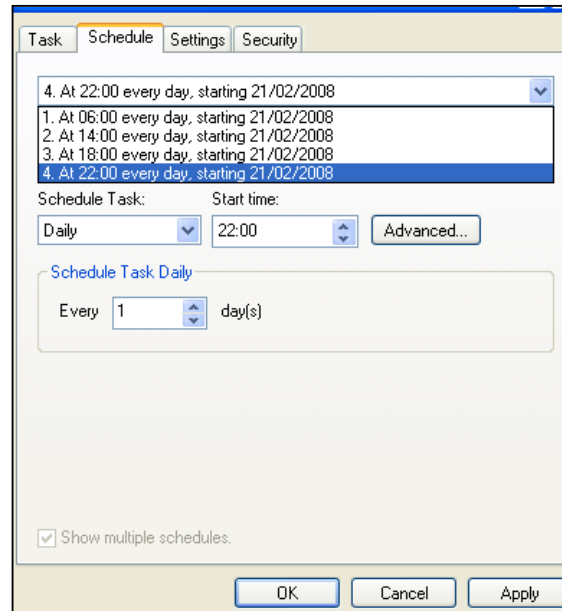 Task Schedule Settings Security
4. At 22:00 every day, starting 21/02/2008
1. At 06:00 every day, starting 21/02/2008
2. At 14:00 every day, starting 21/02/2008
3. At 18:00 every day, starting 21/02/2008
4. At 22:00 every day, starting 21/02/2008
Schedule Task: Start time:
Daily 22:00 Advanced...
Schedule Task Daily
Every 1 day(s)
Show multiple schedules.
OK Cancel Apply